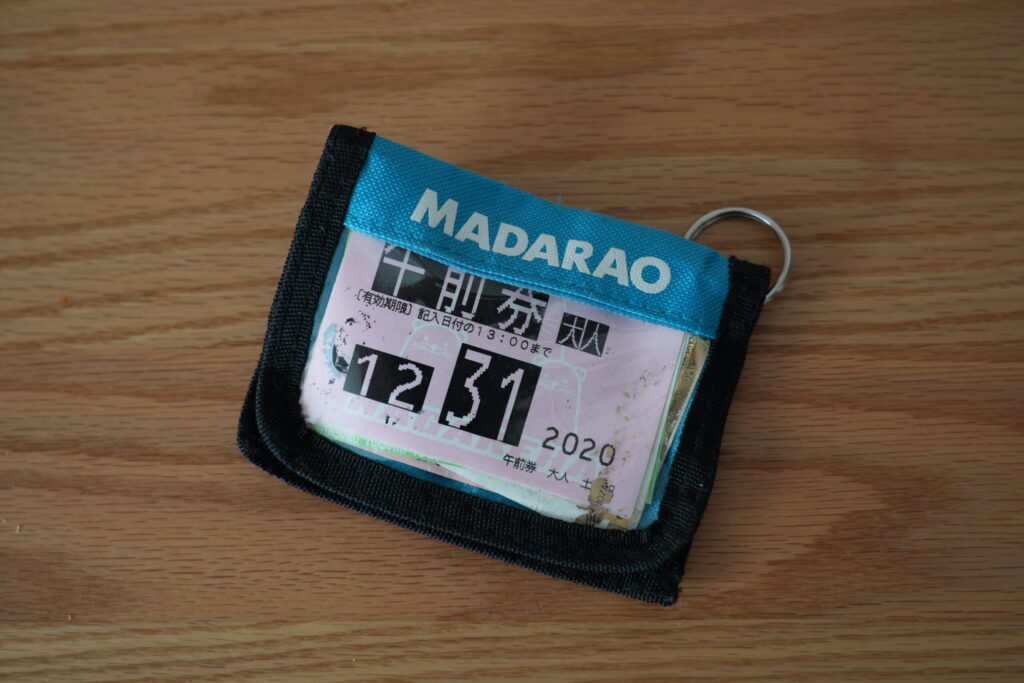 MADARAO
午前券 大人
〔有効期限〕記入日付の13:00まで
12 31 2020
午前券 大人 土